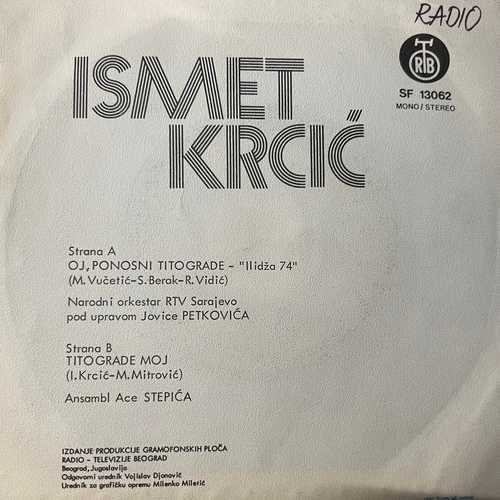 RADIO
RTB
SF 13062
MONO/STEREO
ISMET
KRCIĆ
Strana A
OJ, PONOSNI TITOGRADE - "Ilidža 74"
(M. Vučetić-S. Berak-R. Vidić)
Narodni orkestar RTV Sarajevo
pod upravom Jovice PETKOVIĆA
Strana B
TITOGRADE MOJ
(I. Krcić-M. Mitrović)
Ansambl Ace STEPIĆA
IZDANJE PRODUKCIJE GRAMOFONSKIH PLOČA
RADIO - TELEVIZIJE BEOGRAD
Beograd, Jugoslavija
Odgovorni urednik Vojislav Djonović
Urednik za grafičku opremu Milenko Miletić